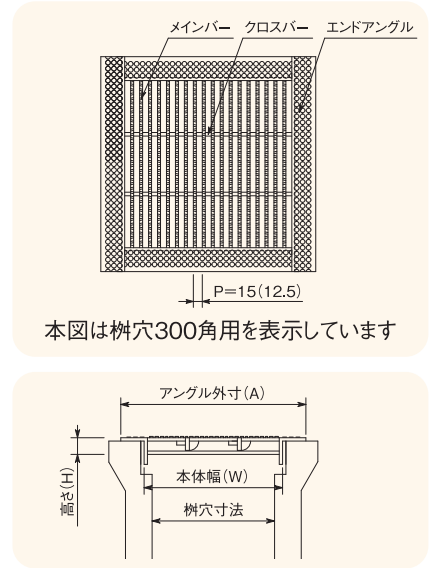 メインバー クロスバー エンドアングル
P=15(12.5)
本図は桝穴300角用を表示しています
アングル外寸(A)
高さ(H)
本体幅(W)
桝穴寸法